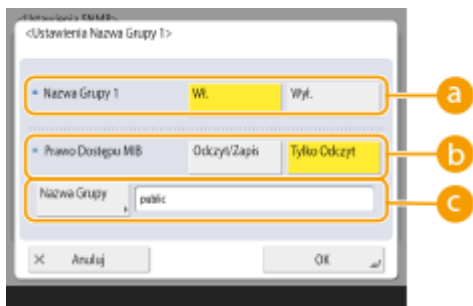 <Ustawienia SNMP>
<Ustawienia Nazwa Grupy 1>
Nazwa Grupy 1 Wł. Wył. a
Prawo Dostępu MIB Odczyt/Zapis Tylko Odczyt b
Nazwa Grupy public c
× Anuluj OK